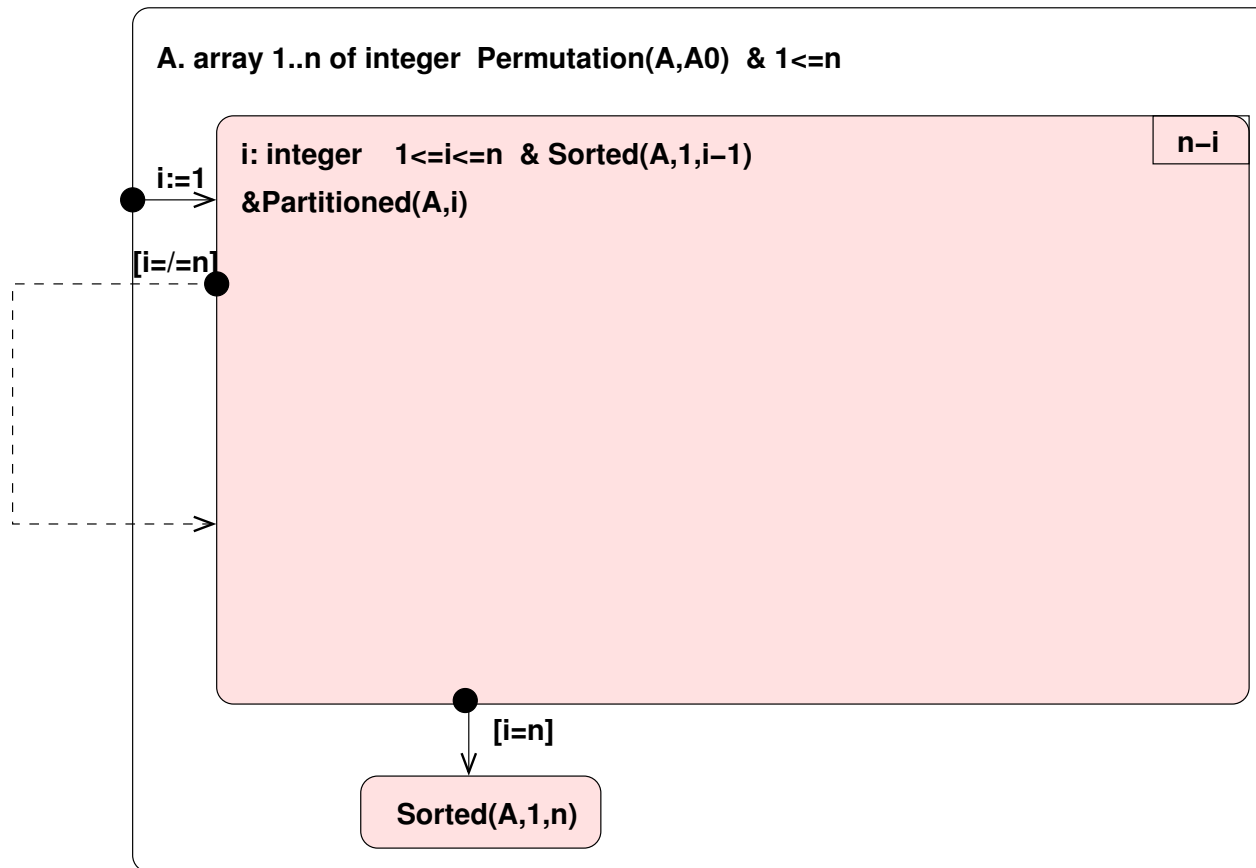 A. array 1..n of integer  Permutation(A,A0)  & 1<=n
n−i
i: integer    1<=i<=n  & Sorted(A,1,i−1)
&Partitioned(A,i)
i:=1
[i=/=n]
[i=n]
Sorted(A,1,n)